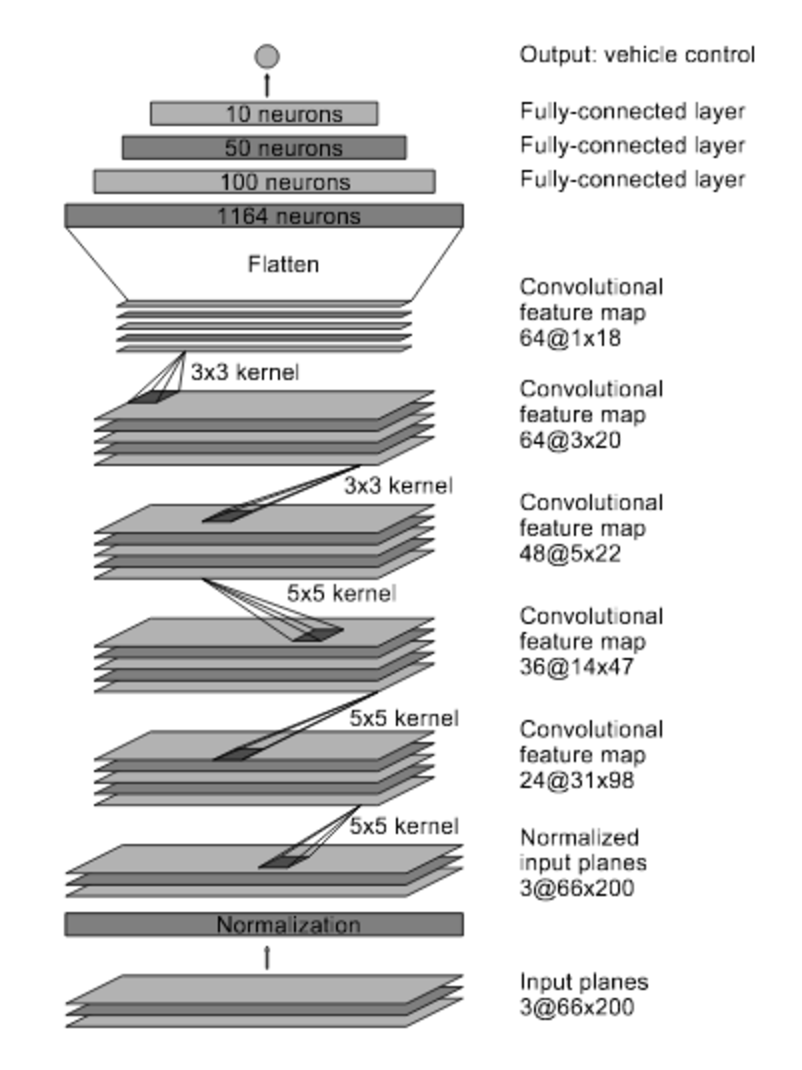 Output: vehicle control
10 neurons
Fully-connected layer
50 neurons
Fully-connected layer
100 neurons
Fully-connected layer
1164 neurons
Flatten
Convolutional
feature map
64@1x18
3x3 kernel
Convolutional
feature map
64@3x20
3x3 kernel
Convolutional
feature map
48@5x22
5x5 kernel
Convolutional
feature map
36@14x47
5x5 kernel
Convolutional
feature map
24@31x98
5x5 kernel
Normalized
input planes
3@66x200
Normalization
Input planes
3@66x200